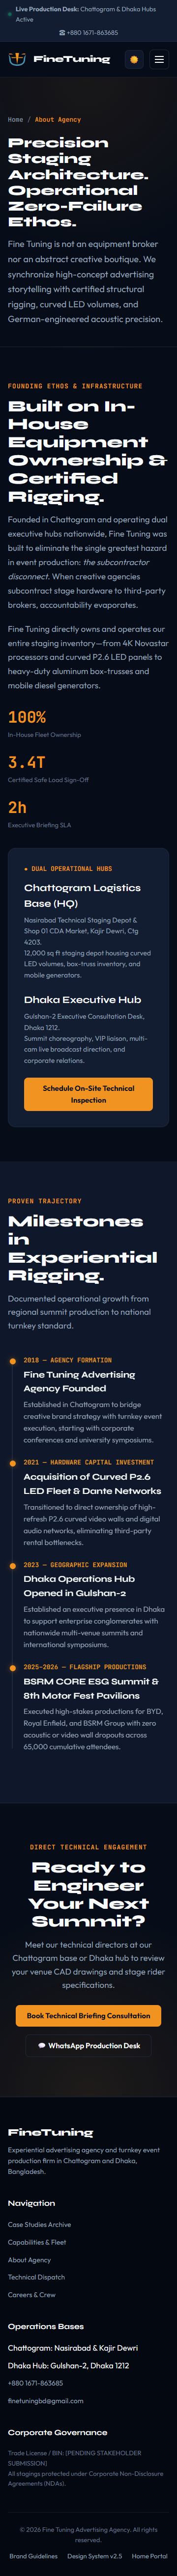 Live Production Desk: Chattogram & Dhaka Hubs
Active
☎ +880 1671-863685
FineTuning
Home / About Agency
Precision
Staging
Architecture.
Operational
Zero-Failure
Ethos.
Fine Tuning is not an equipment broker
or an abstract creative boutique. We
synchronize high-concept advertising
storytelling with certified structural
rigging, curved LED volumes, and
German-engineered acoustic precision.
FOUNDING ETHOS & INFRASTRUCTURE
Built on In-
House
Equipment
Ownership &
Certified
Rigging.
Founded in Chattogram and operating dual
executive hubs nationwide, Fine Tuning was
built to eliminate the single greatest hazard
in event production: the subcontractor
disconnect. When creative agencies
subcontract stage hardware to third-party
brokers, accountability evaporates.
Fine Tuning directly owns and operates our
entire staging inventory—from 4K Novastar
processors and curved P2.6 LED panels to
heavy-duty aluminum box-trusses and
mobile diesel generators.
100%
In-House Fleet Ownership
3.4T
Certified Safe Load Sign-Off
2h
Executive Briefing SLA
◆ DUAL OPERATIONAL HUBS
Chattogram Logistics
Base (HQ)
Nasirabad Technical Staging Depot &
Shop 01 CDA Market, Kajir Dewri, Ctg
4203.
12,000 sq ft staging depot housing curved
LED volumes, box-truss inventory, and
mobile generators.
Dhaka Executive Hub
Gulshan-2 Executive Consultation Desk,
Dhaka 1212.
Summit choreography, VIP liaison, multi-
cam live broadcast direction, and
corporate relations.
Schedule On-Site Technical
Inspection
PROVEN TRAJECTORY
Milestones
in
Experiential
Rigging.
Documented operational growth from
regional summit production to national
turnkey standard.
2018 — AGENCY FORMATION
Fine Tuning Advertising
Agency Founded
Established in Chattogram to bridge
creative brand strategy with turnkey event
execution, starting with corporate
conferences and university symposiums.
2021 — HARDWARE CAPITAL INVESTMENT
Acquisition of Curved P2.6
LED Fleet & Dante Networks
Transitioned to direct ownership of high-
refresh P2.6 curved video walls and digital
audio networks, eliminating third-party
rental bottlenecks.
2023 — GEOGRAPHIC EXPANSION
Dhaka Operations Hub
Opened in Gulshan-2
Established an executive presence in Dhaka
to support enterprise conglomerates with
nationwide multi-venue summits and
international symposiums.
2025–2026 — FLAGSHIP PRODUCTIONS
BSRM CORE ESG Summit &
8th Motor Fest Pavilions
Executed high-stakes productions for BYD,
Royal Enfield, and BSRM Group with zero
acoustic or video wall dropouts across
65,000 cumulative attendees.
DIRECT TECHNICAL ENGAGEMENT
Ready to
Engineer
Your Next
Summit?
Meet our technical directors at our
Chattogram base or Dhaka hub to review
your venue CAD drawings and stage rider
specifications.
Book Technical Briefing Consultation
💬 WhatsApp Production Desk
FineTuning
Experiential advertising agency and turnkey event
production firm in Chattogram and Dhaka,
Bangladesh.
Navigation
Case Studies Archive
Capabilities & Fleet
About Agency
Technical Dispatch
Careers & Crew
Operations Bases
Chattogram: Nasirabad & Kajir Dewri
Dhaka Hub: Gulshan-2, Dhaka 1212
+880 1671-863685
finetuningbd@gmail.com
Corporate Governance
Trade License / BIN: [PENDING STAKEHOLDER
SUBMISSION]
All stagings protected under Corporate Non-Disclosure
Agreements (NDAs).
© 2026 Fine Tuning Advertising Agency. All rights
reserved.
Brand Guidelines Design System v2.5 Home Portal